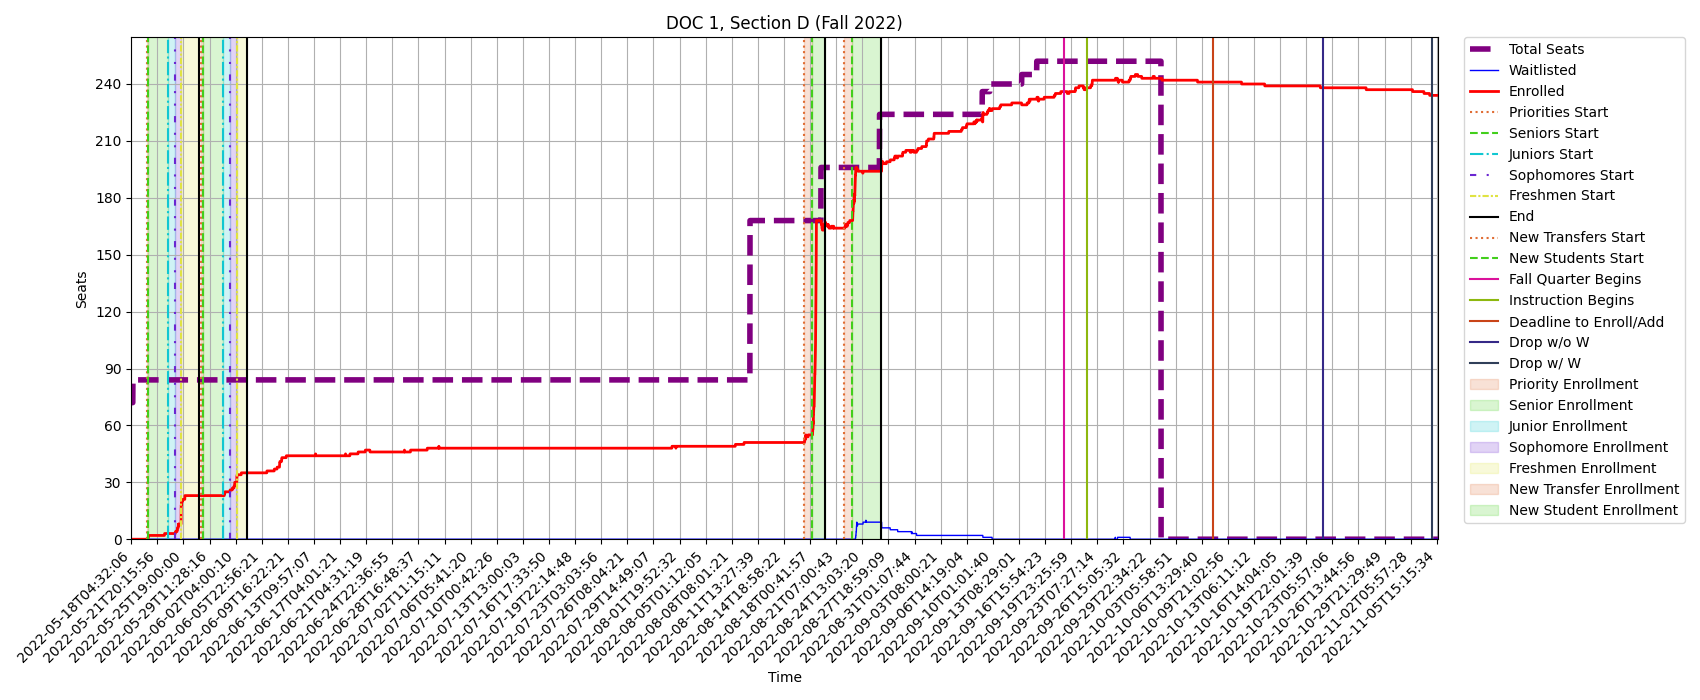 DOC 1, Section D (Fall 2022)
Seats
240
210
180
150
120
90
60
30
0
2022-05-18T04:32:06
2022-05-21T20:15:56
2022-05-25T19:00:00
2022-05-29T11:28:16
2022-06-02T04:00:10
2022-06-05T22:56:21
2022-06-09T16:22:21
2022-06-13T09:57:07
2022-06-17T04:01:21
2022-06-21T04:31:19
2022-06-24T22:36:55
2022-06-28T16:48:37
2022-07-02T11:15:11
2022-07-06T05:41:20
2022-07-10T00:42:26
2022-07-13T13:00:03
2022-07-16T17:33:50
2022-07-19T22:14:48
2022-07-23T03:03:56
2022-07-26T08:04:21
2022-07-29T14:49:07
2022-08-01T19:52:32
2022-08-05T01:12:05
2022-08-08T08:01:21
2022-08-11T13:27:39
2022-08-14T18:58:22
2022-08-18T00:41:57
2022-08-21T07:00:43
2022-08-24T13:03:20
2022-08-27T18:59:09
2022-08-31T01:07:44
2022-09-03T08:00:21
2022-09-06T14:19:04
2022-09-10T01:01:40
2022-09-13T08:29:01
2022-09-16T15:54:23
2022-09-19T23:25:59
2022-09-23T07:27:14
2022-09-26T15:05:32
2022-09-29T22:34:22
2022-10-03T05:58:51
2022-10-06T13:29:40
2022-10-09T21:02:56
2022-10-13T06:11:12
2022-10-16T14:04:05
2022-10-19T22:01:39
2022-10-23T05:57:06
2022-10-26T13:44:56
2022-10-29T21:29:49
2022-11-02T05:57:28
2022-11-05T15:15:34
Time
Total Seats
Waitlisted
Enrolled
Priorities Start
Seniors Start
Juniors Start
Sophomores Start
Freshmen Start
End
New Transfers Start
New Students Start
Fall Quarter Begins
Instruction Begins
Deadline to Enroll/Add
Drop w/o W
Drop w/ W
Priority Enrollment
Senior Enrollment
Junior Enrollment
Sophomore Enrollment
Freshmen Enrollment
New Transfer Enrollment
New Student Enrollment